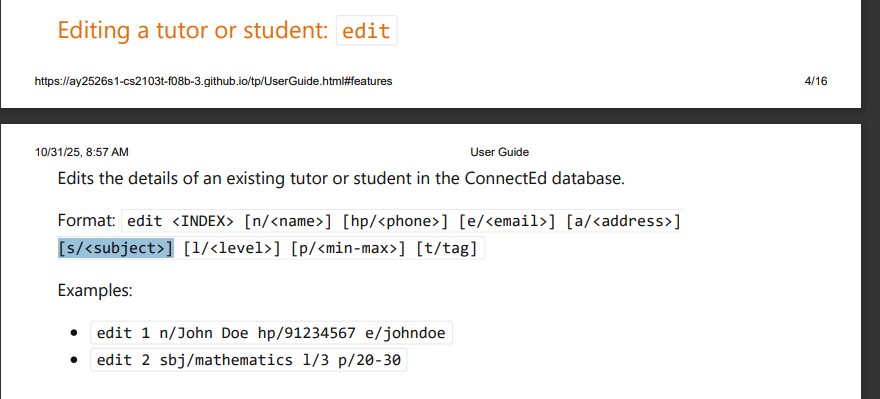 Editing a tutor or student: edit
https://ay2526s1-cs2103t-f08b-3.github.io/tp/UserGuide.html#features 4/16
10/31/25, 8:57 AM User Guide
Edits the details of an existing tutor or student in the ConnectEd database.
Format: edit <INDEX> [n/<name>] [hp/<phone>] [e/<email>] [a/<address>]
[s/<subject>] [l/<level>] [p/<min-max>] [t/tag]
Examples:
• edit 1 n/John Doe hp/91234567 e/johndoe
• edit 2 sbj/mathematics l/3 p/20-30